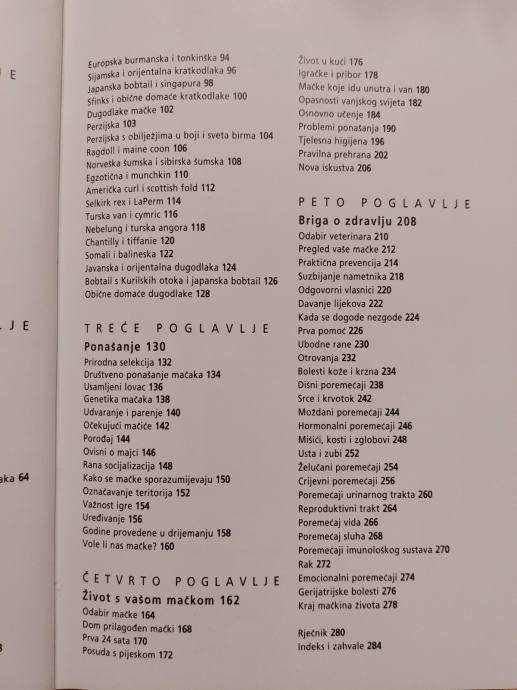 J E
L J E
aka 64
8
Europska burmanska i tonkinška 94
Sijamska i orijentalna kratkodlaka 96
Japanska bobtail i singapura 98
Sfinks i obične domaće kratkodlake 100
Dugodlake mačke 102
Perzijska 103
Perzijska s obilježjima u boji i sveta birma 104
Ragdoll i maine coon 106
Norveška šumska i sibirska šumska 108
Egzotična i munchkin 110
Američka curl i scottish fold 112
Selkirk rex i LaPerm 114
Turska van i cymric 116
Nebelung i turska angora 118
Chantilly i tiffanie 120
Somali i balineska 122
Javanska i orijentalna dugodlaka 124
Bobtail s Kurilskih otoka i japanska bobtail 126
Obične domaće dugodlake 128
TREĆE POGLAVLJE
Ponašanje 130
Prirodna selekcija 132
Društveno ponašanje mačaka 134
Usamljeni lovac 136
Genetika mačaka 138
Udvaranje i parenje 140
Očekujući mačiće 142
Porođaj 144
Ovisni o majci 146
Rana socijalizacija 148
Kako se mačke sporazumijevaju 150
Označavanje teritorija 152
Važnost igre 154
Uređivanje 156
Godine provedene u drijemanju 158
Vole li nas mačke? 160
ČETVRTO POGLAVLJE
Život s vašom mačkom 162
Odabir mačke 164
Dom prilagođen mački 168
Prva 24 sata 170
Posuda s pijeskom 172
Život u kući 176
Igračke i pribor 178
Mačke koje idu unutra i van 180
Opasnosti vanjskog svijeta 182
Osnovno učenje 184
Problemi ponašanja 190
Tjelesna higijena 196
Pravilna prehrana 202
Nova iskustva 206
PETO POGLAVLJE
Briga o zdravlju 208
Odabir veterinara 210
Pregled vaše mačke 212
Praktična prevencija 214
Suzbijanje nametnika 218
Odgovorni vlasnici 220
Davanje lijekova 222
Kada se dogode nezgode 224
Prva pomoć 226
Ubodne rane 230
Otrovanja 232
Bolesti kože i krzna 234
Dišni poremećaji 238
Srce i krvotok 242
Moždani poremećaji 244
Hormonalni poremećaji 246
Mišići, kosti i zglobovi 248
Usta i zubi 252
Želučani poremećaji 254
Crijevni poremećaji 256
Poremećaji urinarnog trakta 260
Reproduktivni trakt 264
Poremećaj vida 266
Poremećaj sluha 268
Poremećaji imunološkog sustava 270
Rak 272
Emocionalni poremećaji 274
Gerijatrijske bolesti 276
Kraj mačkina života 278
Rječnik 280
Indeks i zahvale 284